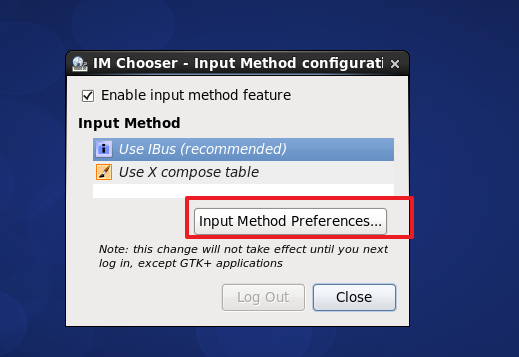 IM Chooser - Input Method configurati
Enable input method feature
Input Method
Use IBus (recommended)
Use X compose table
Input Method Preferences...
Note: this change will not take effect until you next
log in, except GTK+ applications
Log Out
Close